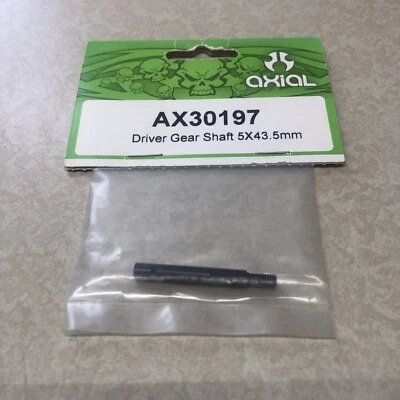 axiaL
AX30197
Driver Gear Shaft 5X43.5mm